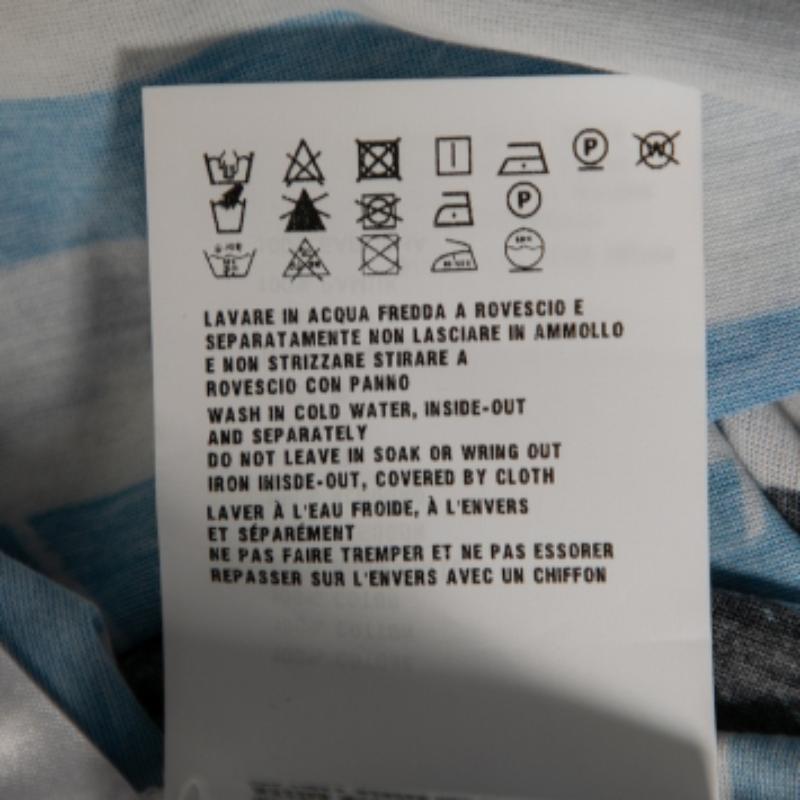 P
W
P
LAVARE IN ACQUA FREDDA A ROVESCIO E
SEPARATAMENTE NON LASCIARE IN AMMOLLO
E NON STRIZZARE STIRARE A
ROVESCIO CON PANNO
WASH IN COLD WATER, INSIDE-OUT
AND SEPARATELY
DO NOT LEAVE IN SOAK OR WRING OUT
IRON INISDE-OUT, COVERED BY CLOTH
LAVER À L'EAU FROIDE, À L'ENVERS
ET SÉPARÉMENT
NE PAS FAIRE TREMPER ET NE PAS ESSORER
REPASSER SUR L'ENVERS AVEC UN CHIFFON